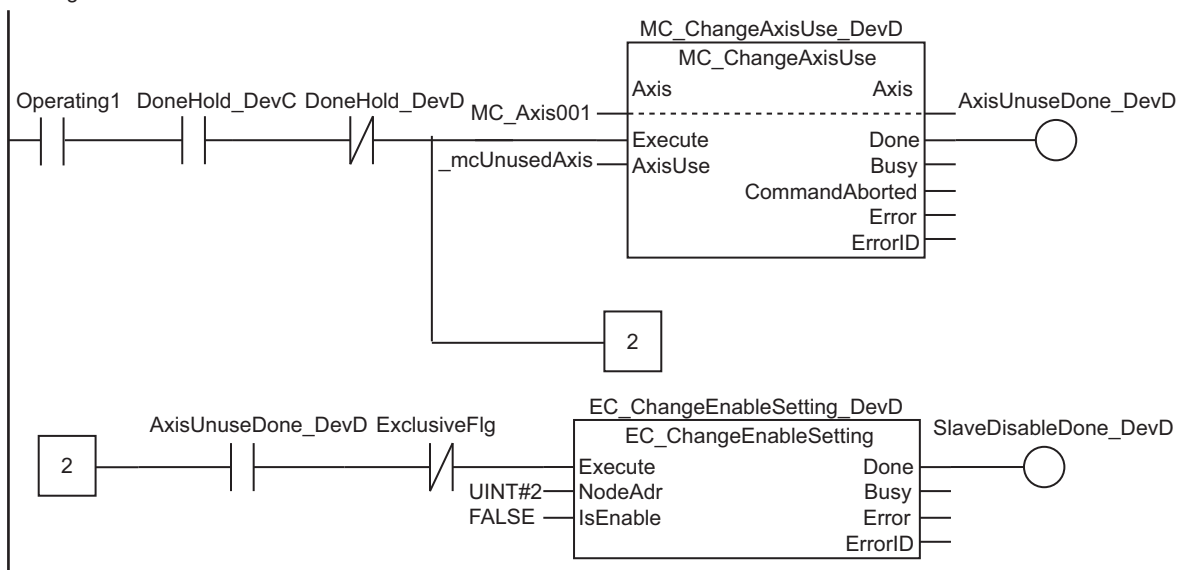 MC_ChangeAxisUse_DevD
MC_ChangeAxisUse
Operating1 DoneHold_DevC DoneHold_DevD
MC_Axis001 Axis Axis AxisUnuseDone_DevD
Execute Done
_mcUnusedAxis AxisUse Busy
CommandAborted
Error
ErrorID
2
EC_ChangeEnableSetting_DevD
AxisUnuseDone_DevD ExclusiveFlg EC_ChangeEnableSetting SlaveDisableDone_DevD
2 Execute Done
UINT#2 NodeAdr Busy
FALSE IsEnable Error
ErrorID